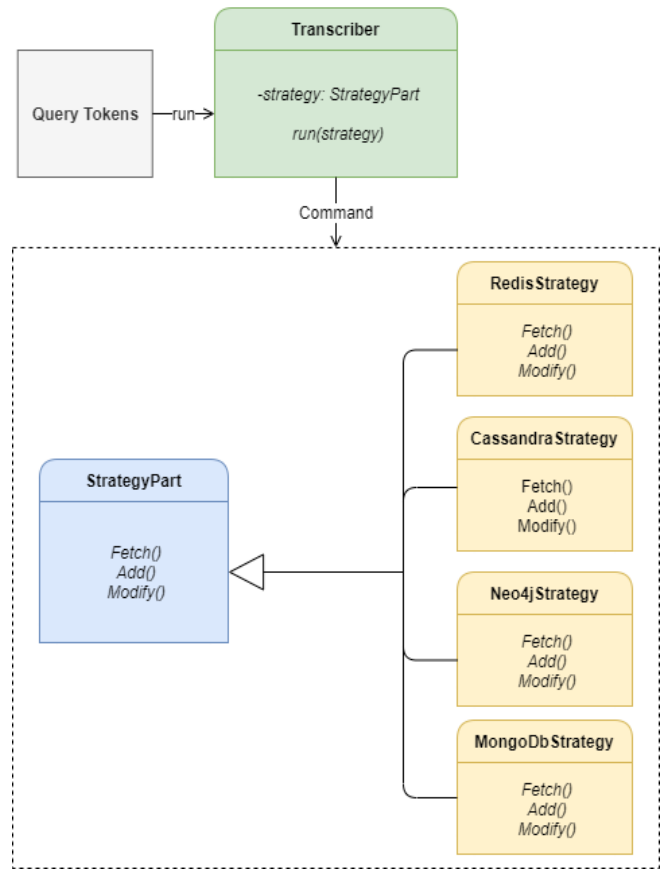 Transcriber
-strategy: StrategyPart
run(strategy)
Query Tokens
run
Command
RedisStrategy
Fetch()
Add()
Modify()
CassandraStrategy
Fetch()
Add()
Modify()
StrategyPart
Fetch()
Add()
Modify()
Neo4jStrategy
Fetch()
Add()
Modify()
MongoDbStrategy
Fetch()
Add()
Modify()